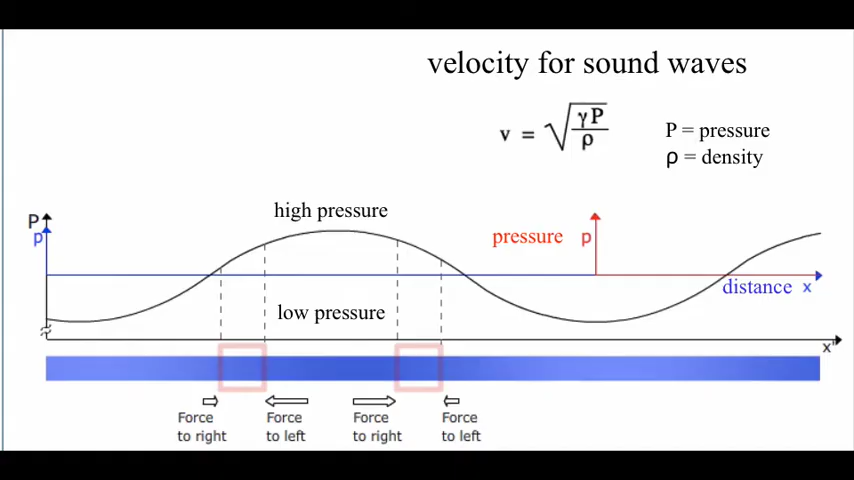 velocity for sound waves
v = √γP/ρ
P = pressure
ρ = density
P
p
high pressure
pressure p
distance x
low pressure
x'
Force to right
Force to left
Force to right
Force to left